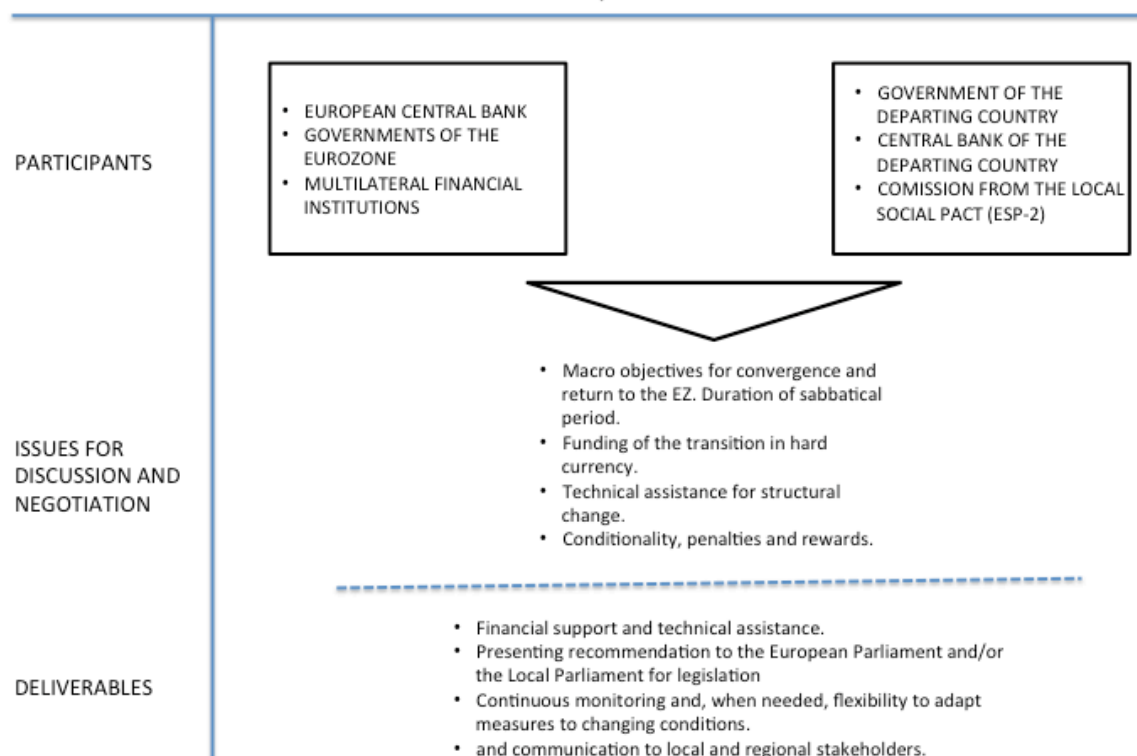 PARTICIPANTS
• EUROPEAN CENTRAL BANK
• GOVERNMENTS OF THE
EUROZONE
• MULTILATERAL FINANCIAL
INSTITUTIONS
• GOVERNMENT OF THE
DEPARTING COUNTRY
• CENTRAL BANK OF THE
DEPARTING COUNTRY
• COMISSION FROM THE LOCAL
SOCIAL PACT (ESP-2)
ISSUES FOR
DISCUSSION AND
NEGOTIATION
• Macro objectives for convergence and
return to the EZ. Duration of sabbatical
period.
• Funding of the transition in hard
currency.
• Technical assistance for structural
change.
• Conditionality, penalties and rewards.
DELIVERABLES
• Financial support and technical assistance.
• Presenting recommendation to the European Parliament and/or
the Local Parliament for legislation
• Continuous monitoring and, when needed, flexibility to adapt
measures to changing conditions.
• and communication to local and regional stakeholders.